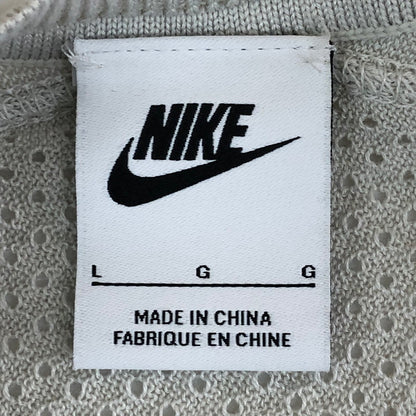 NIKE
L G G
MADE IN CHINA
FABRIQUE EN CHINE